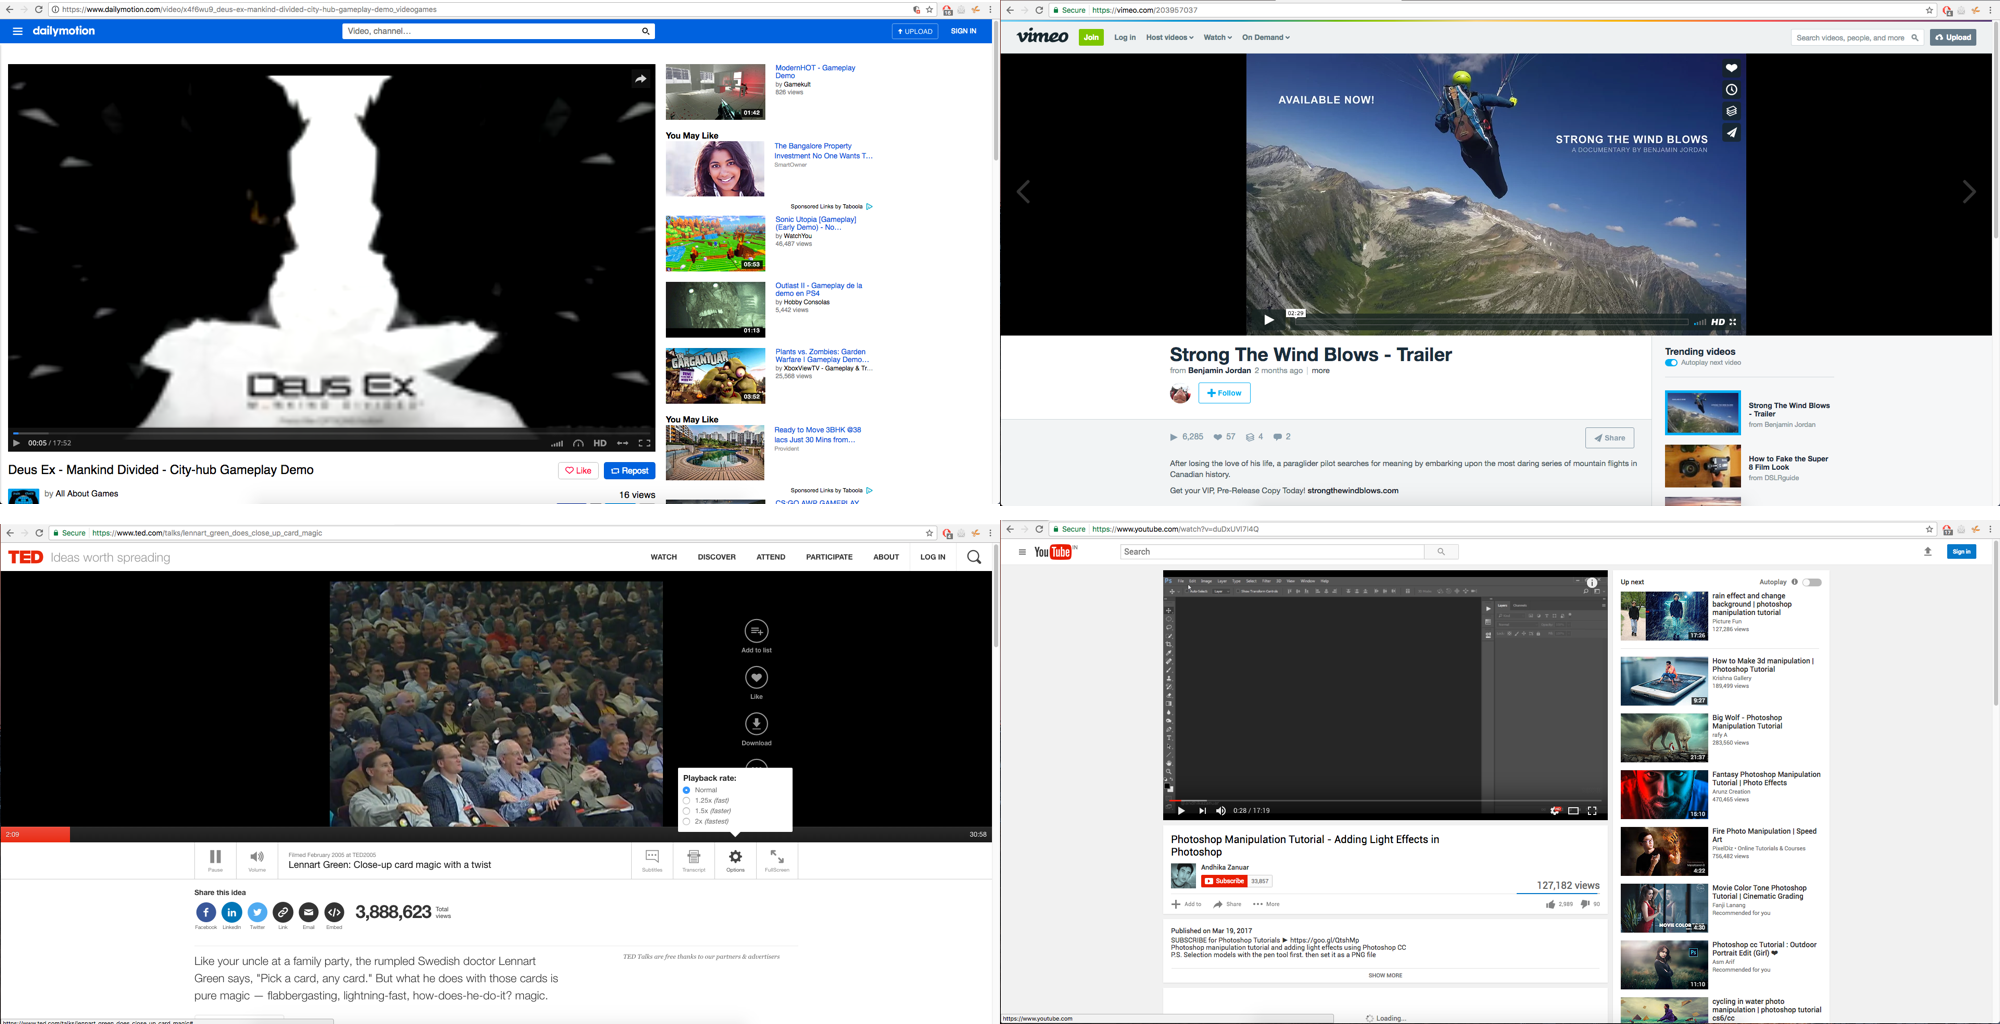 https://www.dailymotion.com/video/x4f6wu9_deus-ex-mankind-divided-city-hub-gameplay-demo_videogames
dailymotion
Video, channel...
UPLOAD
SIGN IN
DEUS EX
MANKIND DIVIDED
00:05 / 17:52
HD
Deus Ex - Mankind Divided - City-hub Gameplay Demo
Like
Repost
by All About Games
16 views
ModernHOT - Gameplay
Demo
by Gamekult
826 views
01:42
You May Like
The Bangalore Property
Investment No One Wants T...
SmartOwner
Sponsored Links by Taboola
Sonic Utopia [Gameplay]
(Early Demo) - No...
by WatchYou
46,467 views
05:53
Outlast II - Gameplay de la
demo en PS4
by Hobby Consolas
5,442 views
01:13
GARGANTUAR
Plants vs. Zombies: Garden
Warfare | Gameplay Demo...
by XboxViewTV - Gameplay & Tr...
25,568 views
03:52
You May Like
Ready to Move 3BHK @38
lacs Just 30 Mins from...
Provident
Sponsored Links by Taboola
CS:GO AWP GAMEPLAY
Secure
https://vimeo.com/203957037
vimeo
Join
Log in
Host videos
Watch
On Demand
Search videos, people, and more
Upload
AVAILABLE NOW!
STRONG THE WIND BLOWS
A DOCUMENTARY BY BENJAMIN JORDAN
02:29
HD
Strong The Wind Blows - Trailer
from Benjamin Jordan 2 months ago | more
Follow
6,285
57
4
2
Share
After losing the love of his life, a paraglider pilot searches for meaning by embarking upon the most daring series of mountain flights in
Canadian history.
Get your VIP, Pre-Release Copy Today! strongthewindblows.com
Trending videos
Autoplay next video
Strong The Wind Blows
- Trailer
from Benjamin Jordan
How to Fake the Super
8 Film Look
from DSLRguide
Secure
https://www.ted.com/talks/lennart_green_does_close_up_card_magic
TED Ideas worth spreading
WATCH
DISCOVER
ATTEND
PARTICIPATE
ABOUT
LOG IN
Add to list
Like
Download
Playback rate:
Normal
1.25x (fast)
1.5x (faster)
2x (fastest)
2:09
30:58
Pause
Volume
Filmed February 2005 at TED2005
Lennart Green: Close-up card magic with a twist
Subtitles
Transcript
Options
FullScreen
Share this idea
Facebook
LinkedIn
Twitter
Link
Email
Embed
3,888,623 Total
views
Like your uncle at a family party, the rumpled Swedish doctor Lennart
Green says, "Pick a card, any card." But what he does with those cards is
pure magic — flabbergasting, lightning-fast, how-does-he-do-it? magic.
TED Talks are free thanks to our partners & advertisers
https://www.ted.com/talks/lennart_green_does_close_up_card_magic#
Secure
https://www.youtube.com/watch?v=duDxUVl7l4Q
YouTube IN
Search
Sign in
Ps File Edit Image Layer Type Select Filter 3D View Window Help
0:28 / 17:19
Photoshop Manipulation Tutorial - Adding Light Effects in
Photoshop
Andhika Zanuar
Subscribe
33,857
127,182 views
Add to
Share
More
2,989
90
Published on Mar 19, 2017
SUBSCRIBE for Photoshop Tutorials ► https://goo.gl/QtshMp
Photoshop manipulation tutorial and adding light effects using Photoshop CC
P.S. Selection models with the pen tool first. then set it as a PNG file
SHOW MORE
Loading...
https://www.youtube.com
Up next
Autoplay
rain effect and change
background | photoshop
manipulation tutorial
Picture Fun
127,286 views
17:26
How to Make 3d manipulation |
Photoshop Tutorial
Krishna Gallery
189,499 views
9:27
Big Wolf - Photoshop
Manipulation Tutorial
rafy A
283,560 views
21:37
Fantasy Photoshop Manipulation
Tutorial | Photo Effects
Arunz Creation
470,465 views
15:10
Fire Photo Manipulation | Speed
Art
PixelDiz - Online Tutorials & Courses
756,482 views
4:22
Movie Color Tone Photoshop
Tutorial | Cinematic Grading
Fanji Lanang
Recommended for you
MOVIE COLOR
4:30
Photoshop cc Tutorial : Outdoor
Portrait Edit (Girl) ❤
Asm Arif
Recommended for you
11:10
cycling in water photo
manipulation | photoshop tutorial
cs6/cc